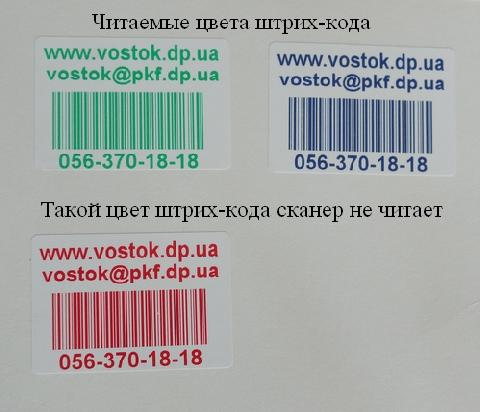 Читаемые цвета штрих-кода
www.vostok.dp.ua
vostok@pkf.dp.ua
056-370-18-18
www.vostok.dp.ua
vostok@pkf.dp.ua
056-370-18-18
Такой цвет штрих-кода сканер не читает
www.vostok.dp.ua
vostok@pkf.dp.ua
056-370-18-18